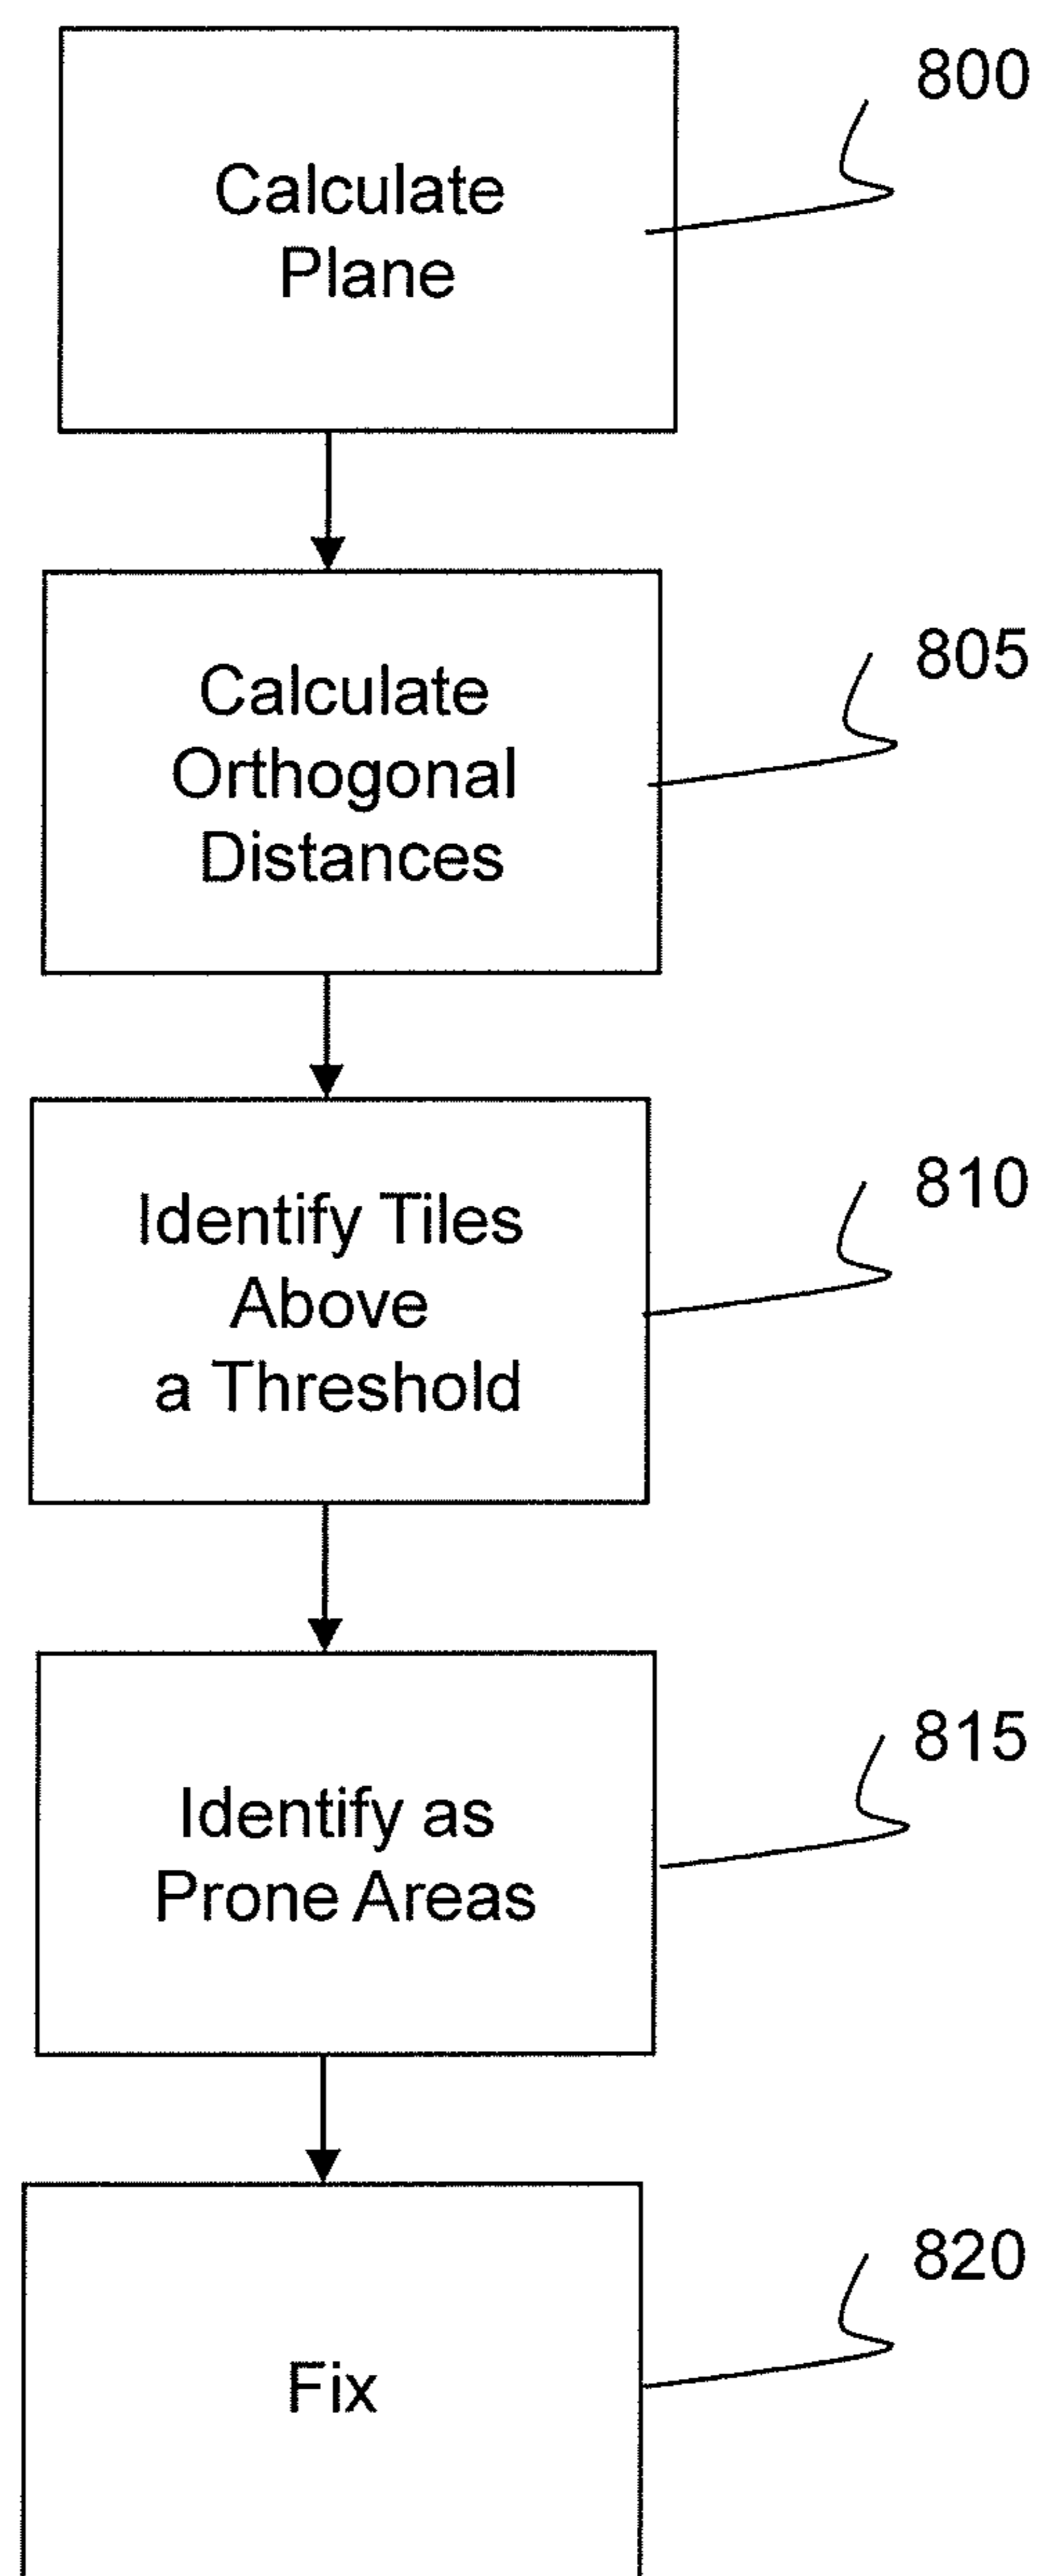 800
Calculate
Plane
805
Calculate
Orthogonal
Distances
810
Identify Tiles
Above
a Threshold
815
Identify as
Prone Areas
820
Fix